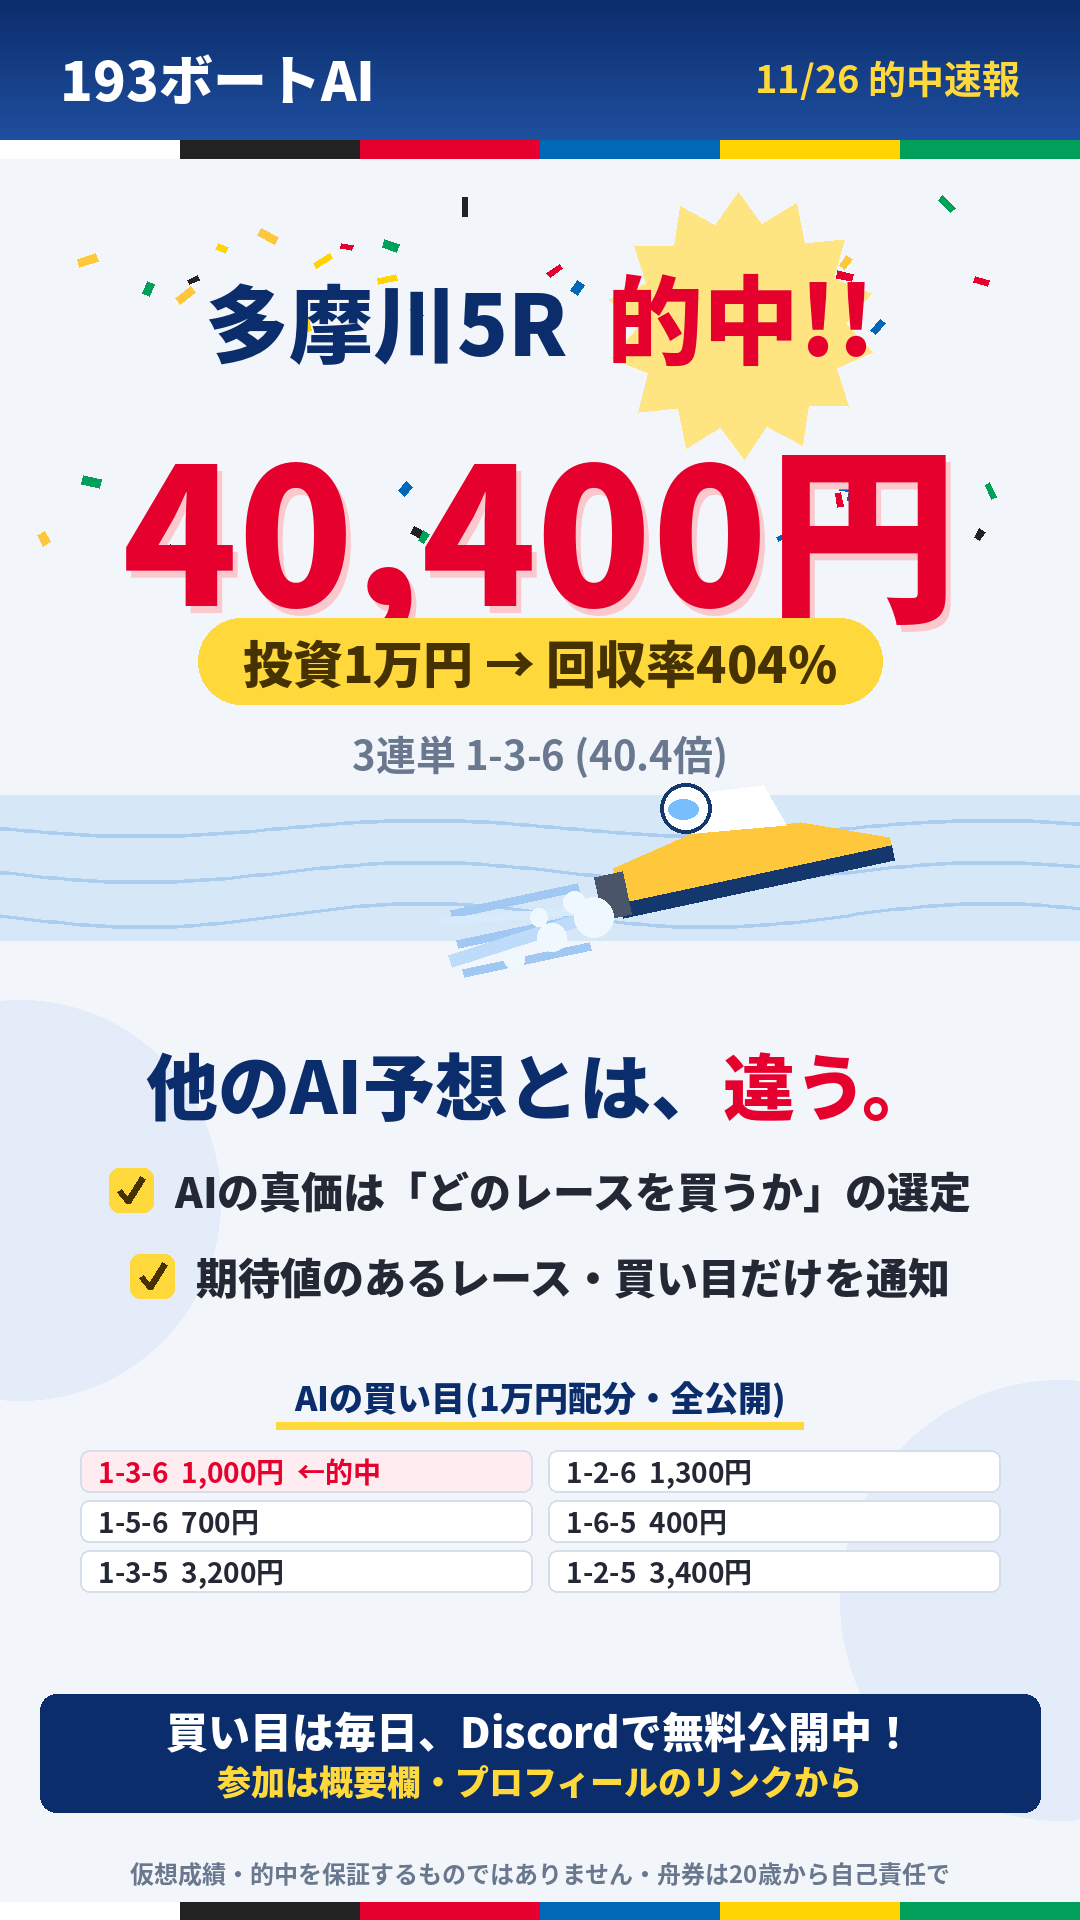 193ボートAI
11/26 的中速報
多摩川5R 的中!!
40,400円
投資1万円 → 回収率404%
3連単 1-3-6 (40.4倍)
他のAI予想とは、違う。
AIの真価は「どのレースを買うか」の選定
期待値のあるレース・買い目だけを通知
AIの買い目(1万円配分・全公開)
1-3-6 1,000円 ←的中
1-2-6 1,300円
1-5-6 700円
1-6-5 400円
1-3-5 3,200円
1-2-5 3,400円
買い目は毎日、Discordで無料公開中！
参加は概要欄・プロフィールのリンクから
仮想成績・的中を保証するものではありません・舟券は20歳から自己責任で